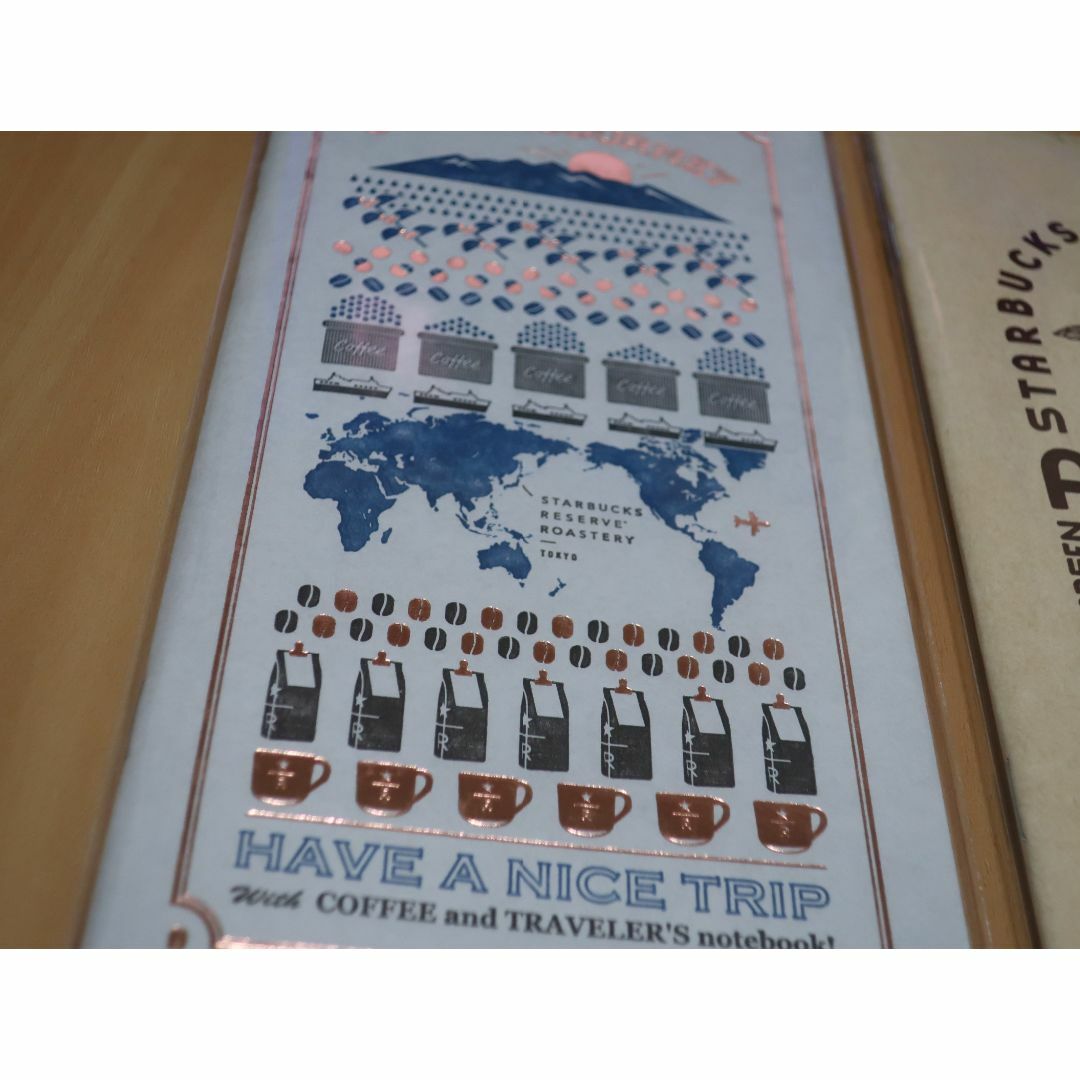 Coffee Coffee Coffee Coffee Coffee
STARBUCKS
RESERVE®
ROASTERY
TOKYO
HAVE A NICE TRIP
With COFFEE and TRAVELER'S notebook!
STARBUCKS